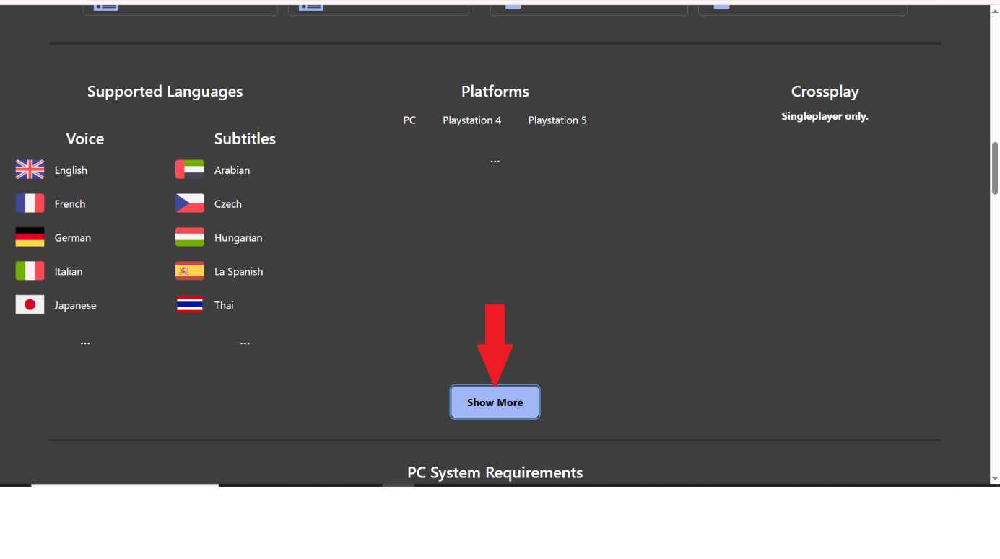 Supported Languages
Platforms
Crossplay
PC
Playstation 4
Playstation 5
Singleplayer only.
...
Voice
Subtitles
English
Arabian
French
Czech
German
Hungarian
Italian
La Spanish
Japanese
Thai
...
...
Show More
PC System Requirements